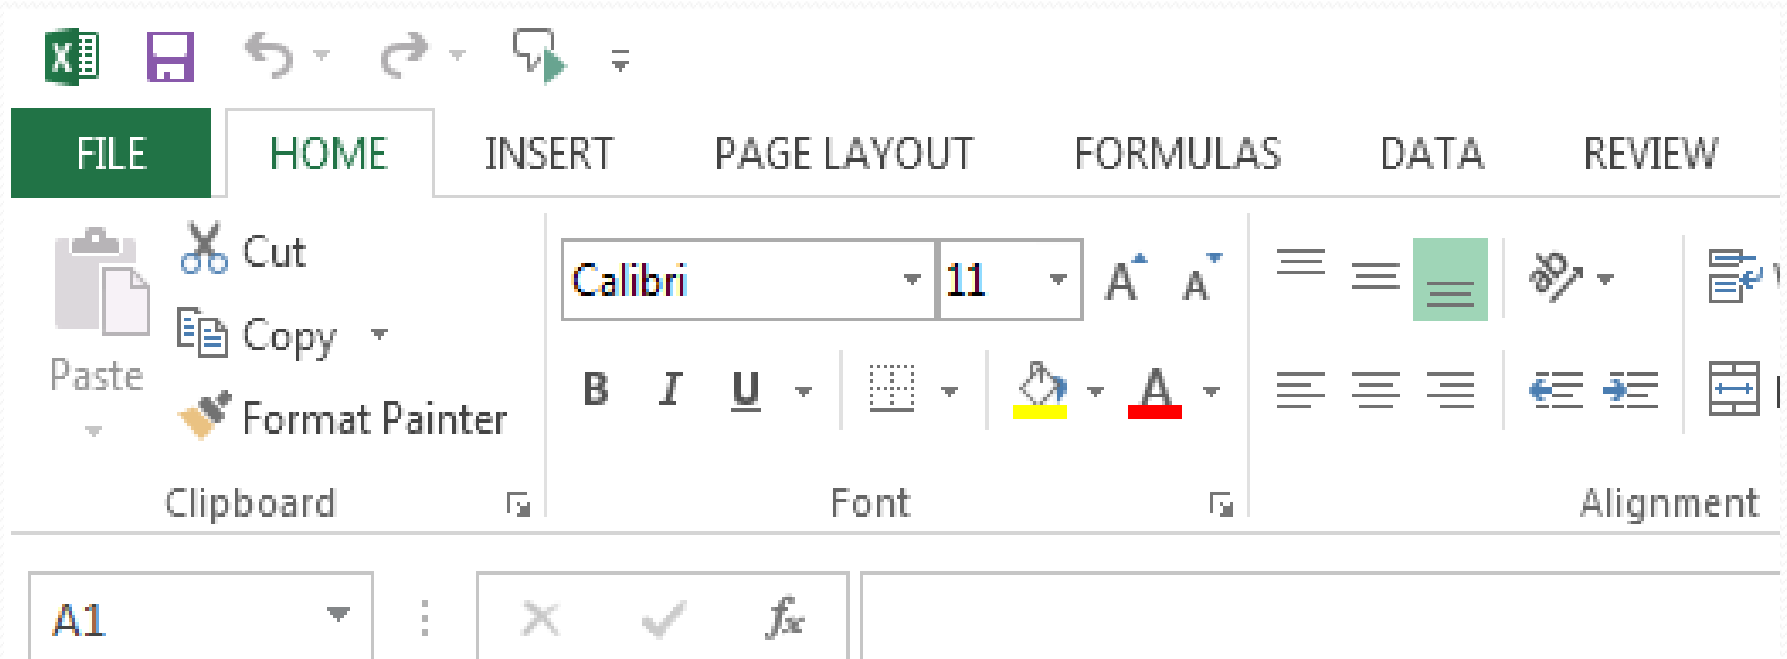 FILE HOME INSERT PAGE LAYOUT FORMULAS DATA REVIEW
Cut
Copy
Paste
Format Painter
Calibri 11
B I U
Clipboard Font Alignment
A1 fx